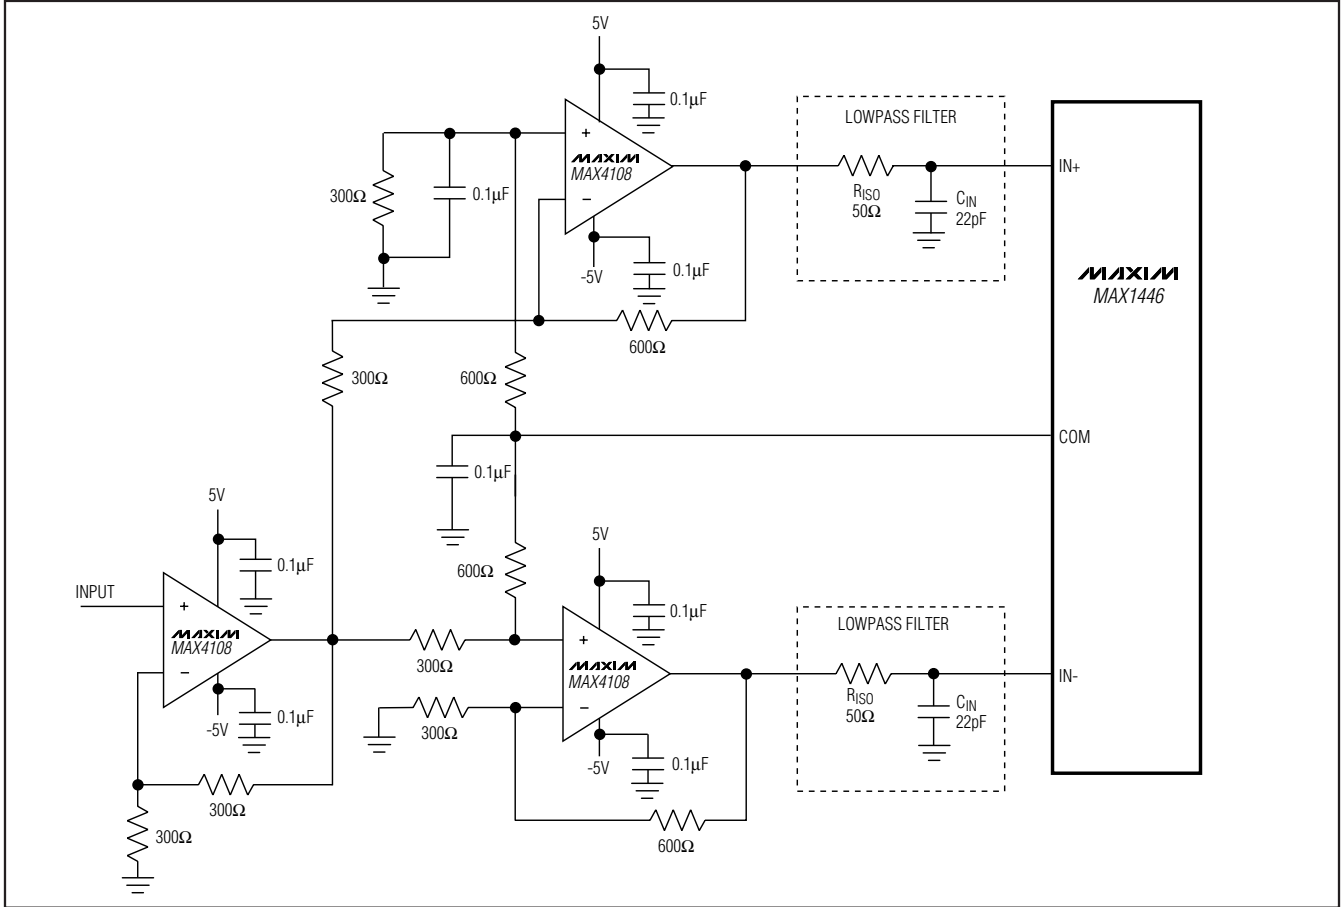 5V
0.1µF
LOWPASS FILTER
+
MAXIM
MAX4108
−
IN+
300Ω
0.1µF
RISO
50Ω
CIN
22pF
-5V
0.1µF
MAXIM
MAX1446
600Ω
300Ω
600Ω
COM
0.1µF
5V
0.1µF
5V
600Ω
INPUT
+
MAXIM
MAX4108
−
0.1µF
LOWPASS FILTER
+
MAXIM
MAX4108
−
300Ω
IN-
RISO
50Ω
CIN
22pF
-5V
0.1µF
300Ω
-5V
0.1µF
300Ω
300Ω
600Ω